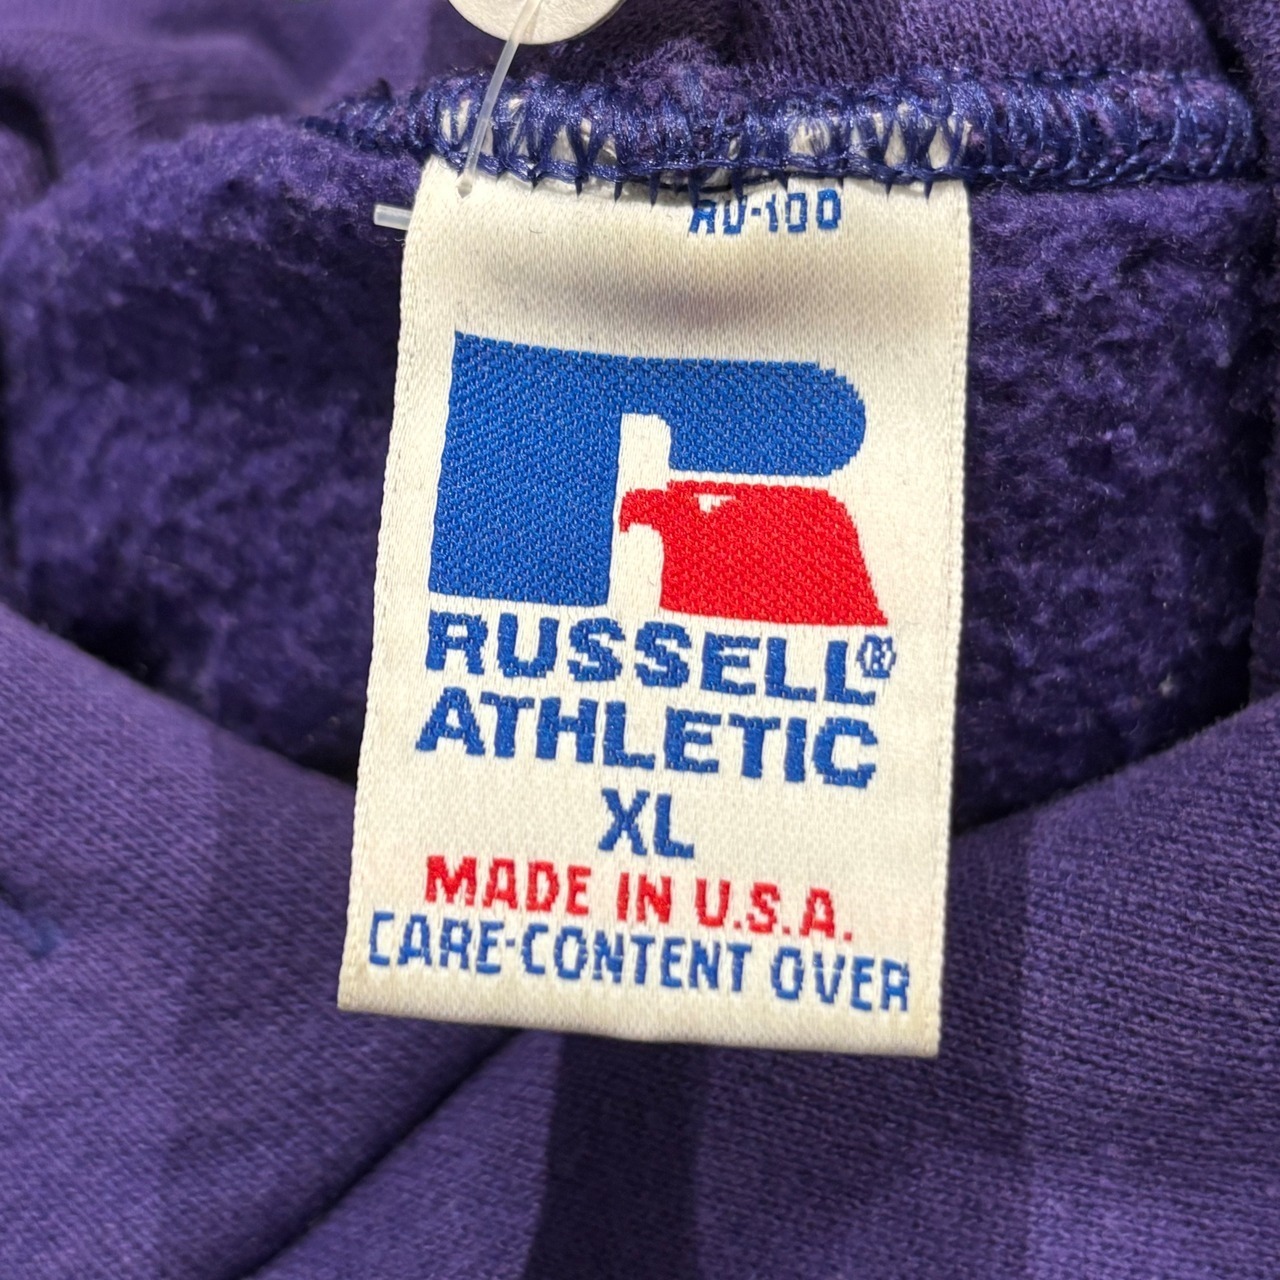 RU-100
RUSSELL®
ATHLETIC
XL
MADE IN U.S.A.
CARE-CONTENT OVER